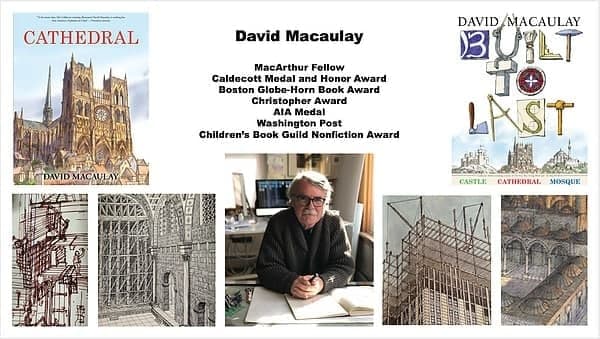 CATHEDRAL
DAVID MACAULAY
David Macaulay
MacArthur Fellow
Caldecott Medal and Honor Award
Boston Globe-Horn Book Award
Christopher Award
AIA Medal
Washington Post
Children's Book Guild Nonfiction Award
DAVID MACAULAY
BUILT
TO
LAST
CASTLE CATHEDRAL MOSQUE